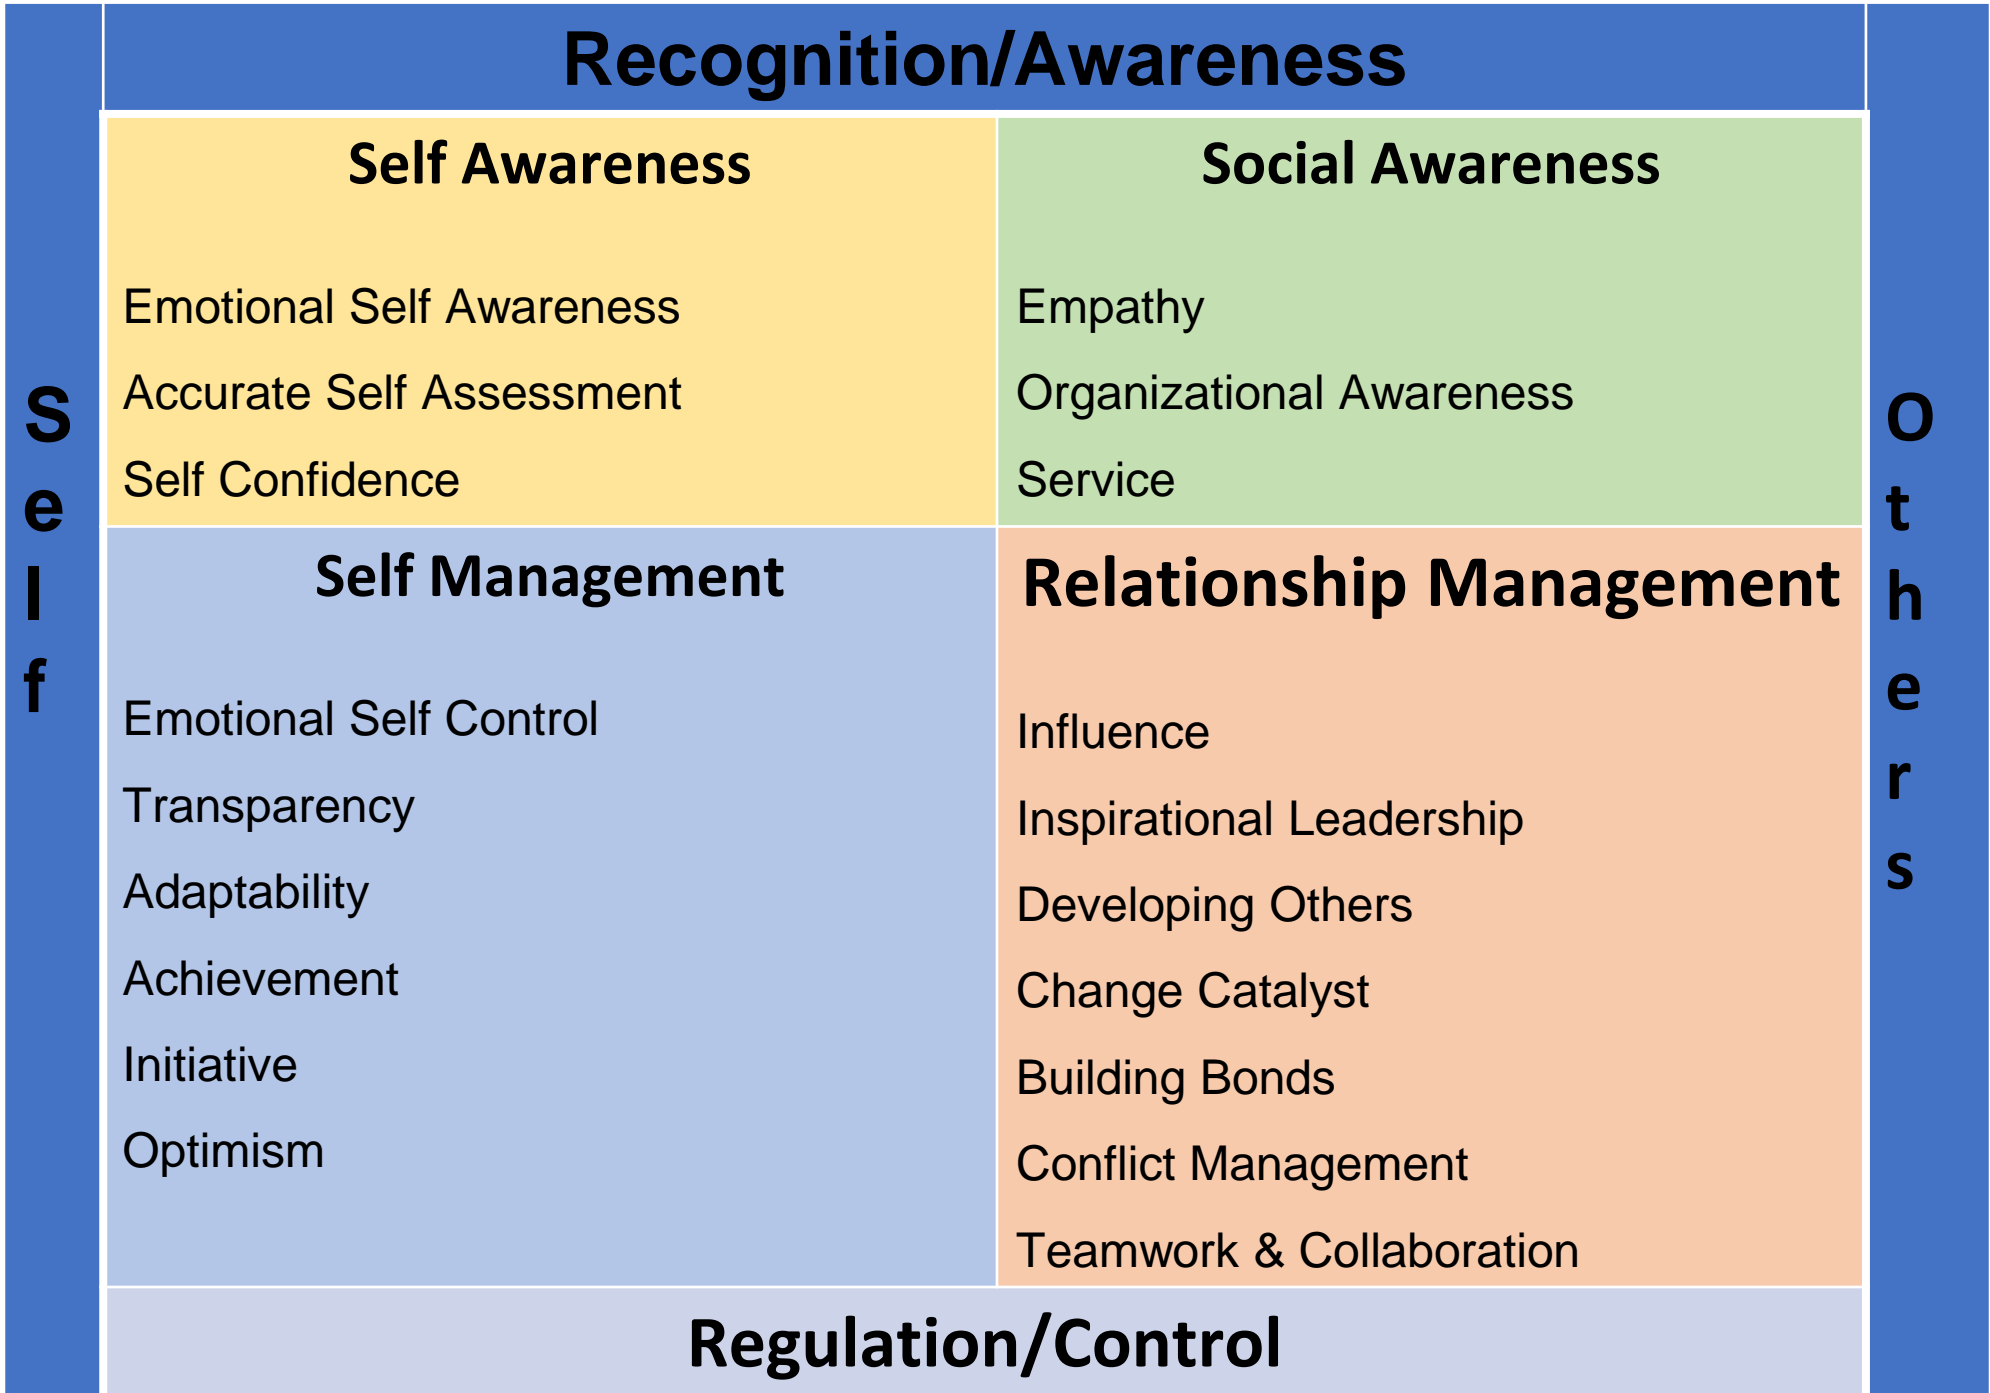 Recognition/Awareness
Self
Self Awareness
Emotional Self Awareness
Accurate Self Assessment
Self Confidence
Social Awareness
Empathy
Organizational Awareness
Service
Others
Self Management
Emotional Self Control
Transparency
Adaptability
Achievement
Initiative
Optimism
Relationship Management
Influence
Inspirational Leadership
Developing Others
Change Catalyst
Building Bonds
Conflict Management
Teamwork & Collaboration
Regulation/Control